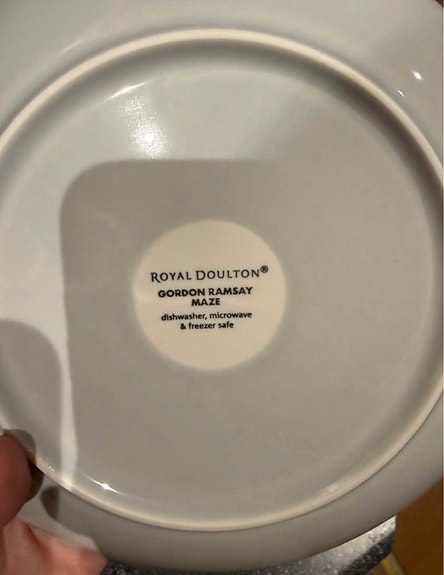 ROYAL DOULTON®
GORDON RAMSAY
MAZE
dishwasher, microwave
& freezer safe